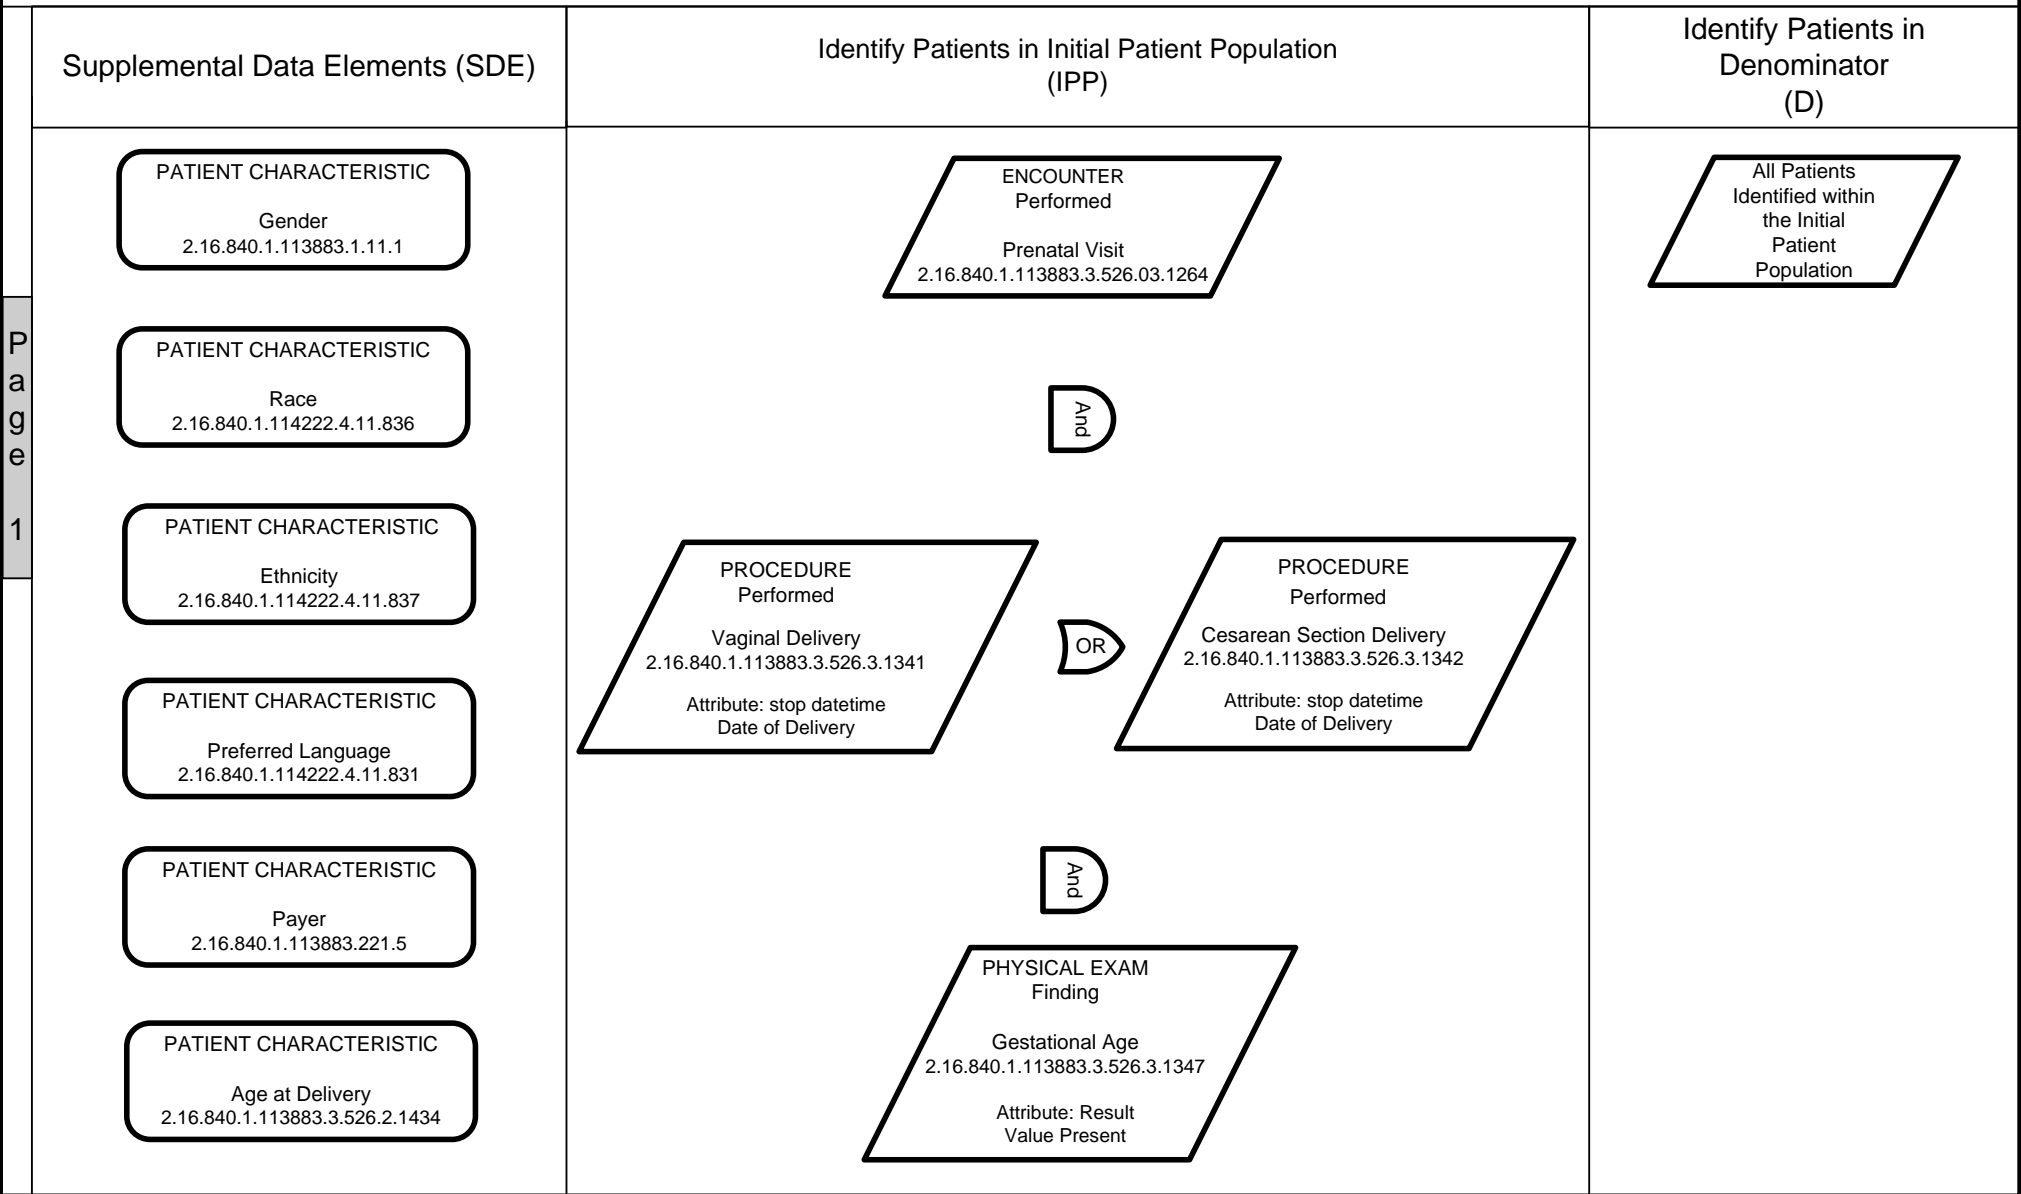 Supplemental Data Elements (SDE)
Identify Patients in Initial Patient Population
(IPP)
Identify Patients in
Denominator
(D)
Page 1
PATIENT CHARACTERISTIC
Gender
2.16.840.1.113883.1.11.1
PATIENT CHARACTERISTIC
Race
2.16.840.1.114222.4.11.836
PATIENT CHARACTERISTIC
Ethnicity
2.16.840.1.114222.4.11.837
PATIENT CHARACTERISTIC
Preferred Language
2.16.840.1.114222.4.11.831
PATIENT CHARACTERISTIC
Payer
2.16.840.1.113883.221.5
PATIENT CHARACTERISTIC
Age at Delivery
2.16.840.1.113883.3.526.2.1434
ENCOUNTER
Performed
Prenatal Visit
2.16.840.1.113883.3.526.03.1264
And
PROCEDURE
Performed
Vaginal Delivery
2.16.840.1.113883.3.526.3.1341
Attribute: stop datetime
Date of Delivery
OR
PROCEDURE
Performed
Cesarean Section Delivery
2.16.840.1.113883.3.526.3.1342
Attribute: stop datetime
Date of Delivery
And
PHYSICAL EXAM
Finding
Gestational Age
2.16.840.1.113883.3.526.3.1347
Attribute: Result
Value Present
All Patients
Identified within
the Initial
Patient
Population